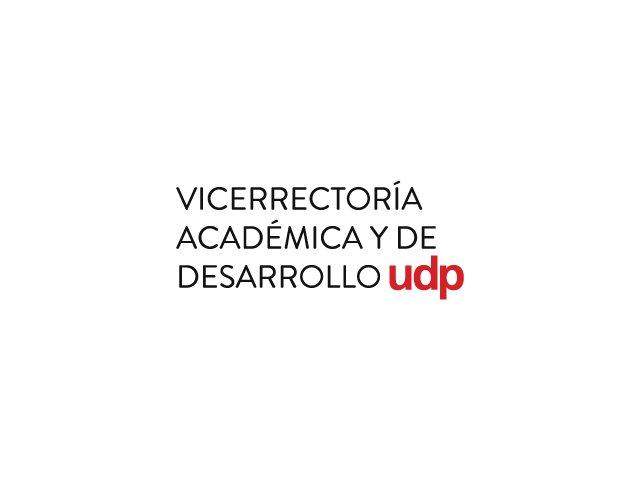 VICERRECTORÍA
ACADÉMICA Y DE
DESARROLLO udp